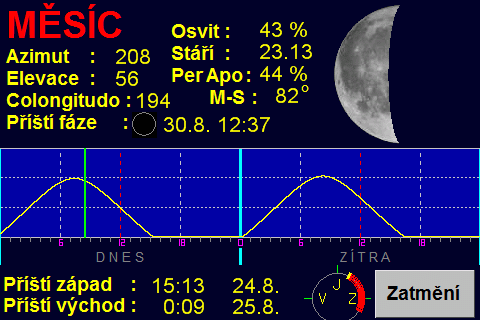 MĚSÍC
Azimut : 208
Elevace : 56
Colongitudo : 194
Příští fáze : 30.8. 12:37
Osvit : 43 %
Stáří : 23.13
Per Apo : 44 %
M-S : 82°
6 12 18 0 6 12 18
DNES ZÍTRA
Příští západ : 15:13 24.8.
Příští východ : 0:09 25.8.
J
V Z
Zatmění